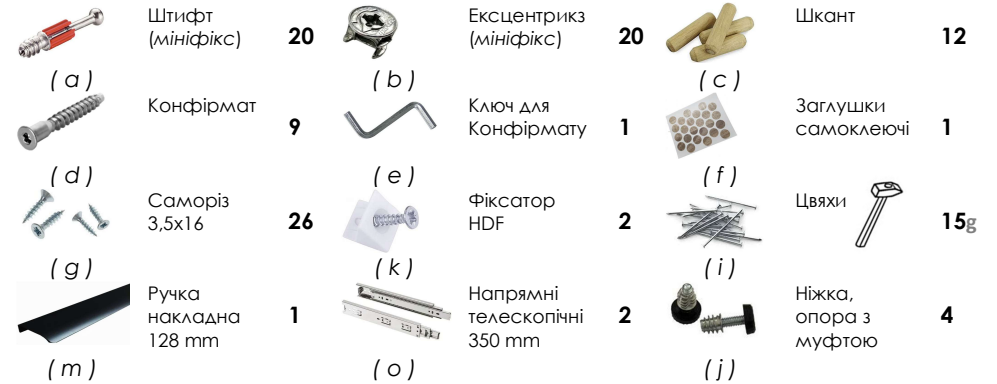 Штифт
(мініфікс) 20
( a )
Ексцентрикз
(мініфікс) 20
( b )
Шкант 12
( c )
Конфірмат 9
( d )
Ключ для
Конфірмату 1
( e )
Заглушки
самоклеючі 1
( f )
Саморіз
3,5x16 26
( g )
Фіксатор
HDF 2
( k )
Цвяхи 15g
( i )
Ручка
накладна 1
128 mm
( m )
Напрямні
телескопічні 2
350 mm
( o )
Ніжка,
опора з 4
муфтою
( j )